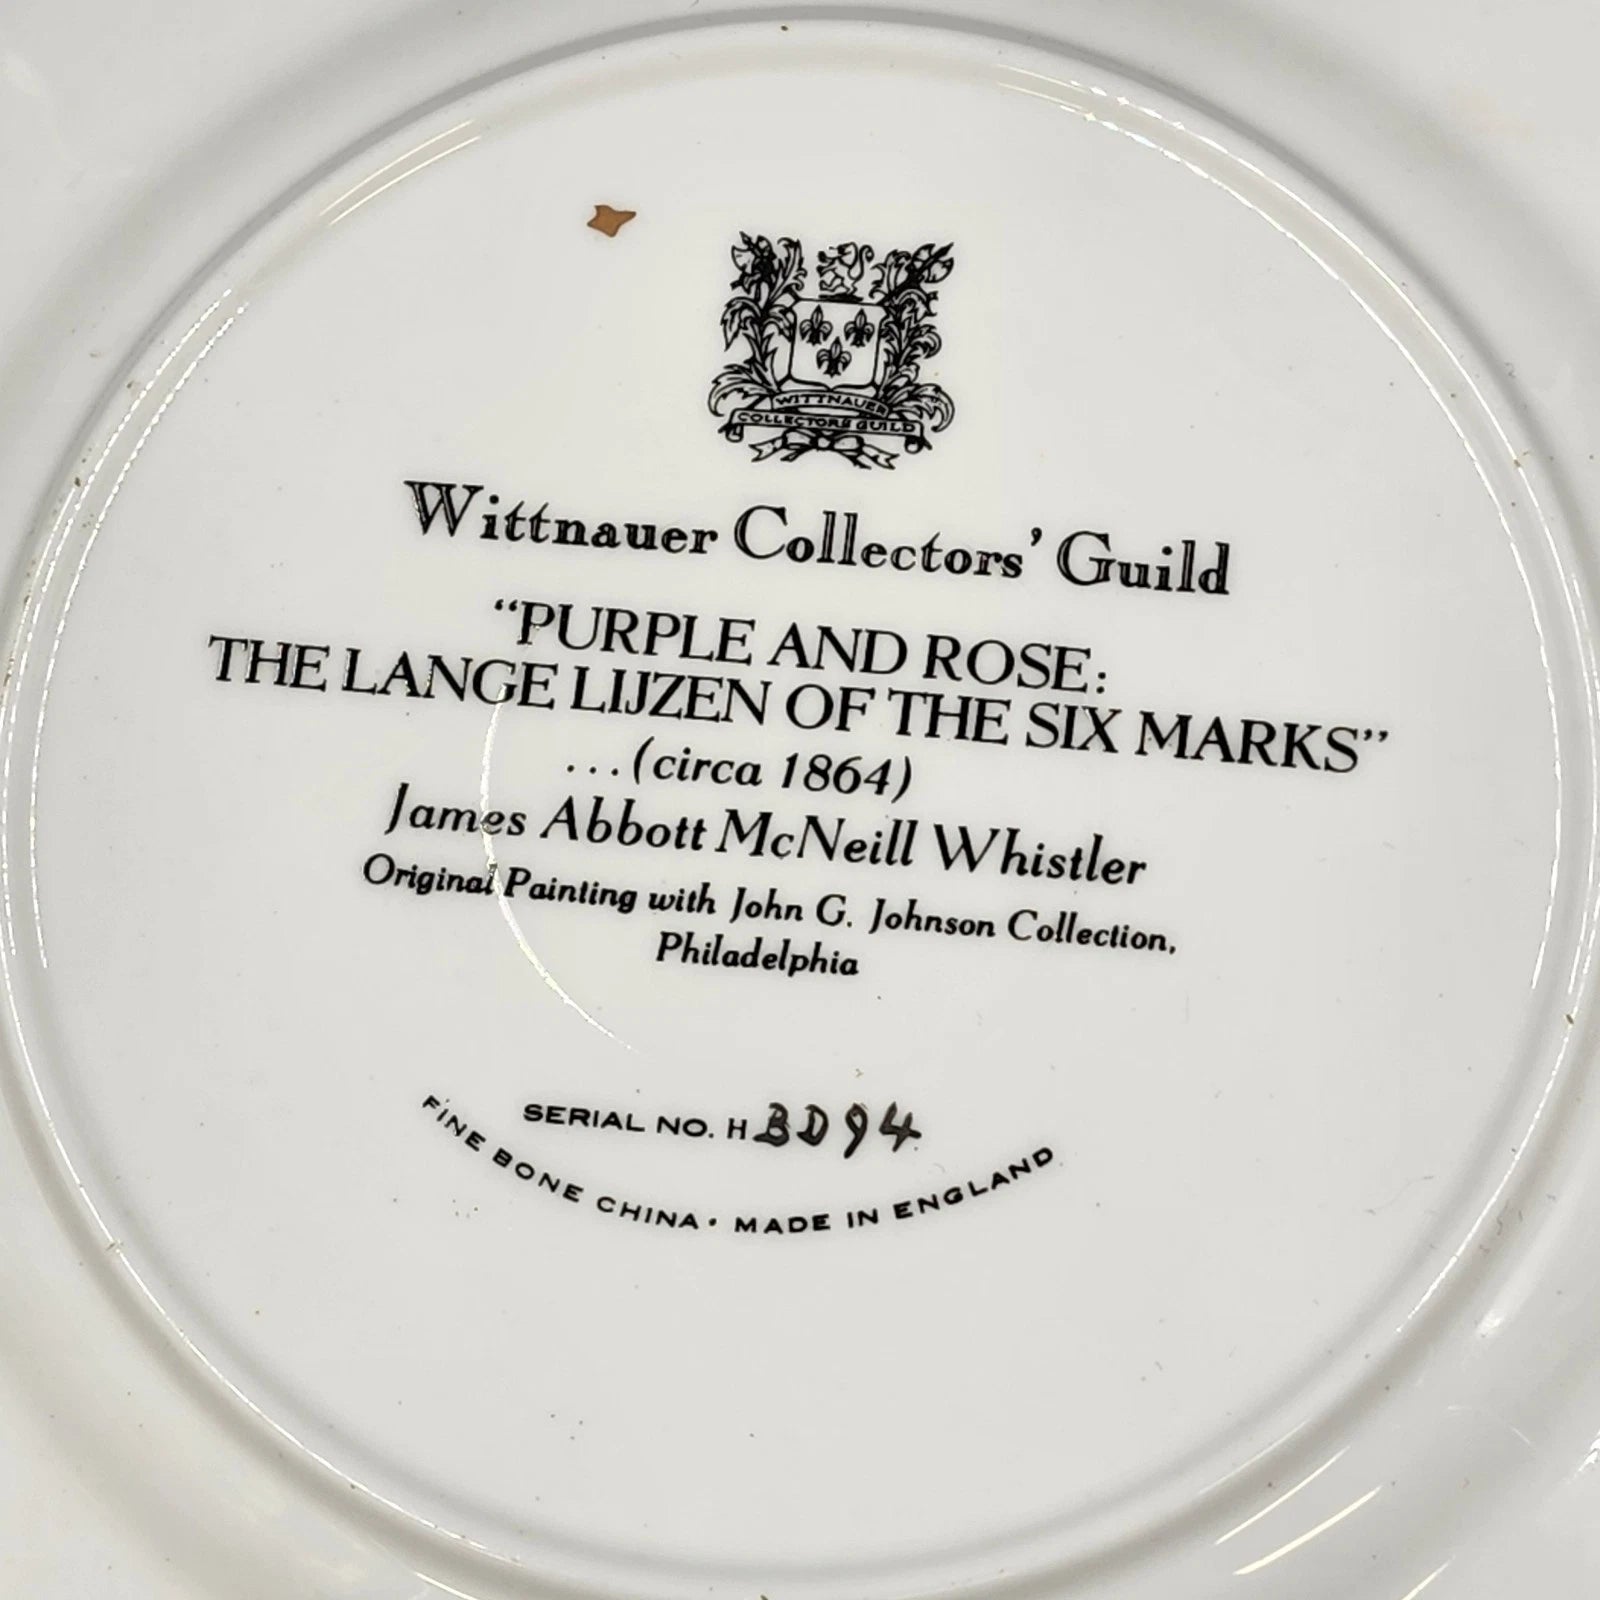 WITTNAUER
COLLECTORS GUILD
Wittnauer Collectors' Guild
“PURPLE AND ROSE:
THE LANGE LIJZEN OF THE SIX MARKS”
...(circa 1864)
James Abbott McNeill Whistler
Original Painting with John G. Johnson Collection,
Philadelphia
SERIAL NO. H BD94
FINE BONE CHINA • MADE IN ENGLAND